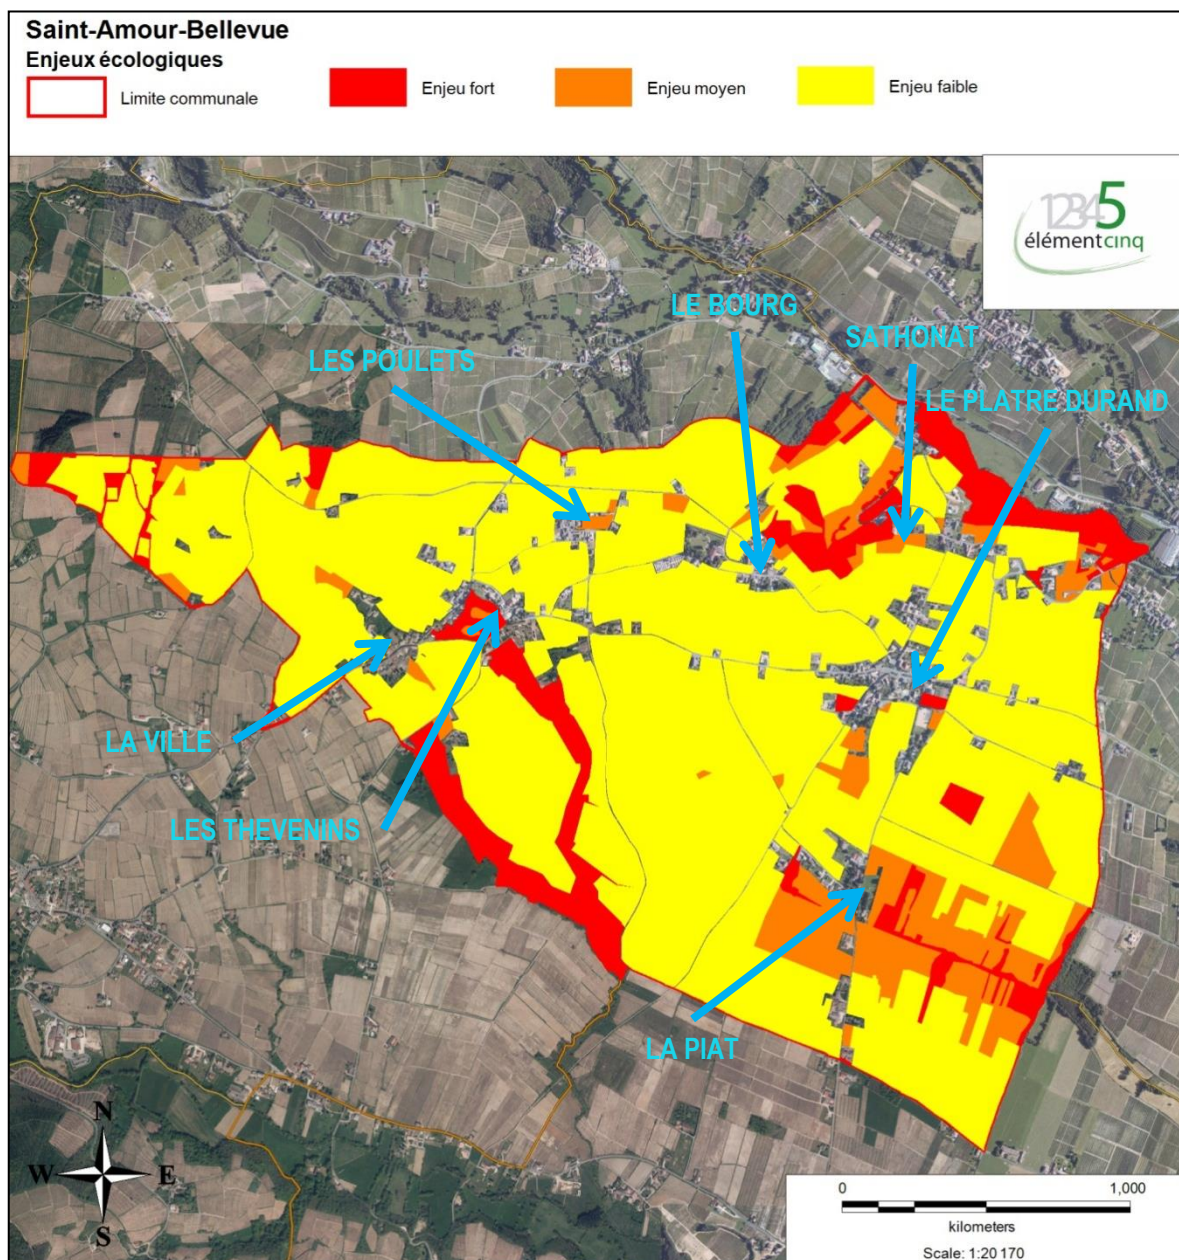 Saint-Amour-Bellevue
Enjeux écologiques
Limite communale
Enjeu fort
Enjeu moyen
Enjeu faible
12345
élémentcinq
LE BOURG
SATHONAT
LES POULETS
LE PLATRE DURAND
LA VILLE
LES THEVENINS
LA PIAT
N
W
E
S
0
1,000
kilometers
Scale: 1:20 170